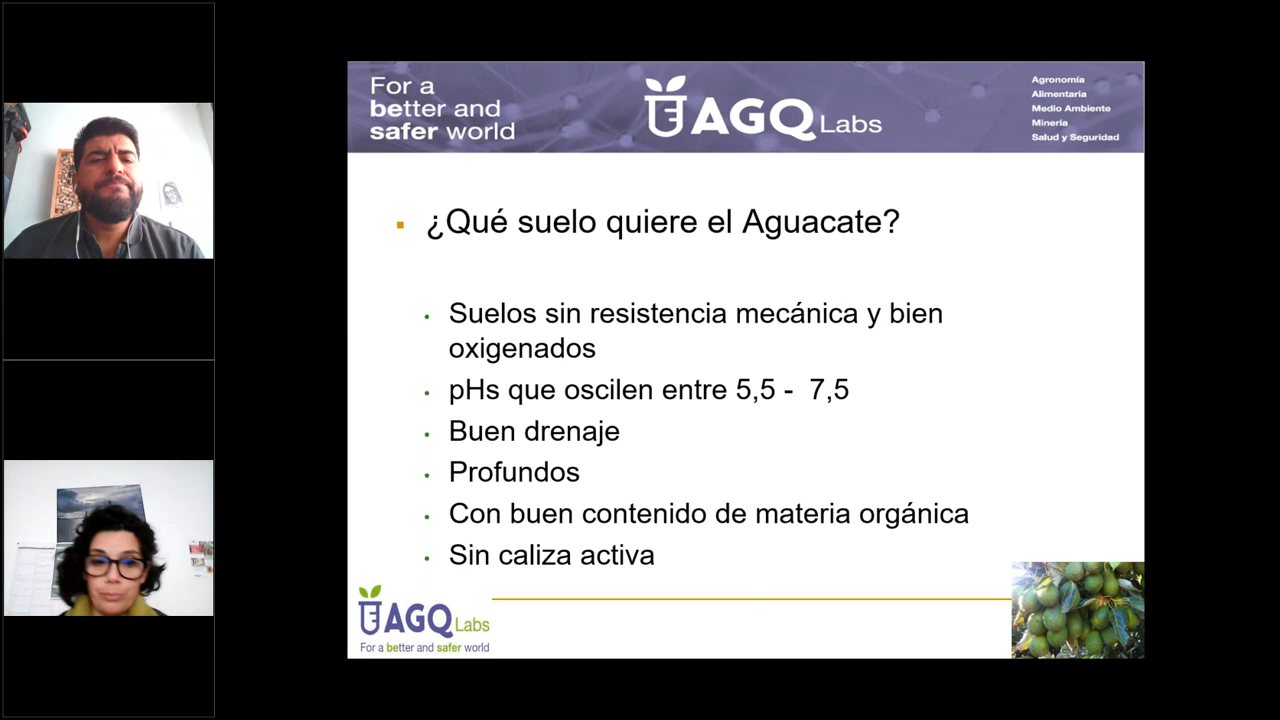 For a
better and
safer world
AGQ Labs
Agronomía
Alimentaria
Medio Ambiente
Minería
Salud y Seguridad
¿Qué suelo quiere el Aguacate?
Suelos sin resistencia mecánica y bien
oxigenados
pHs que oscilen entre 5,5 - 7,5
Buen drenaje
Profundos
Con buen contenido de materia orgánica
Sin caliza activa
AGQ Labs
For a better and safer world